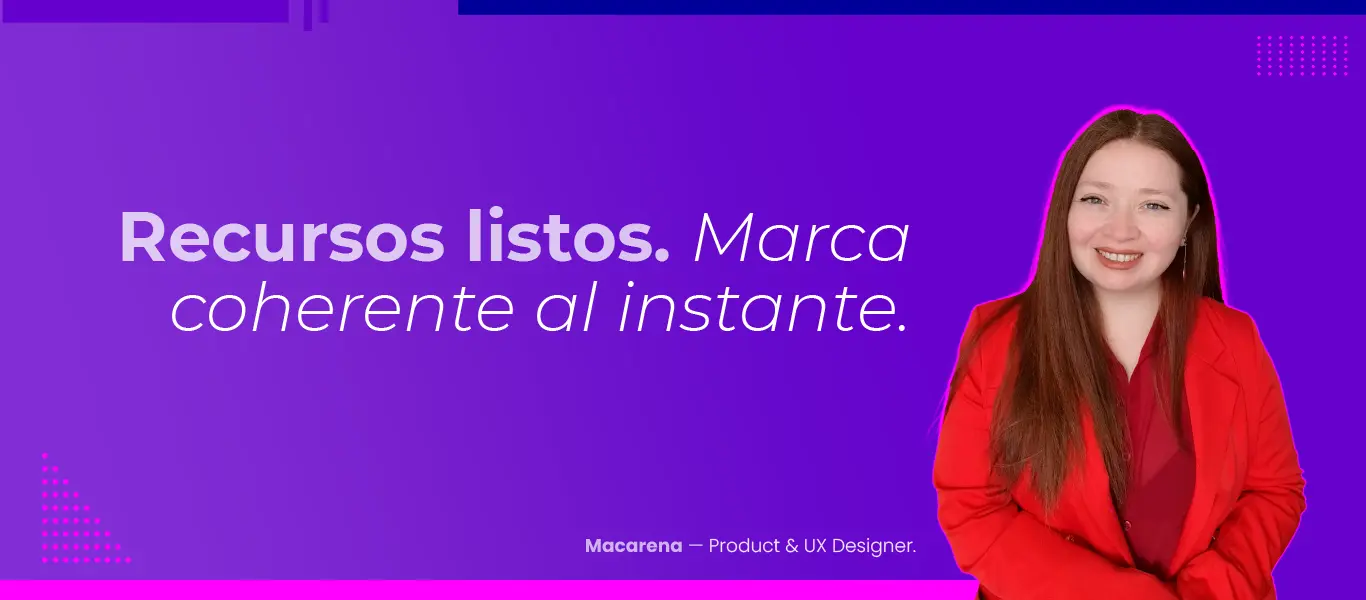 Recursos listos. Marca
coherente al instante.
Macarena — Product & UX Designer.